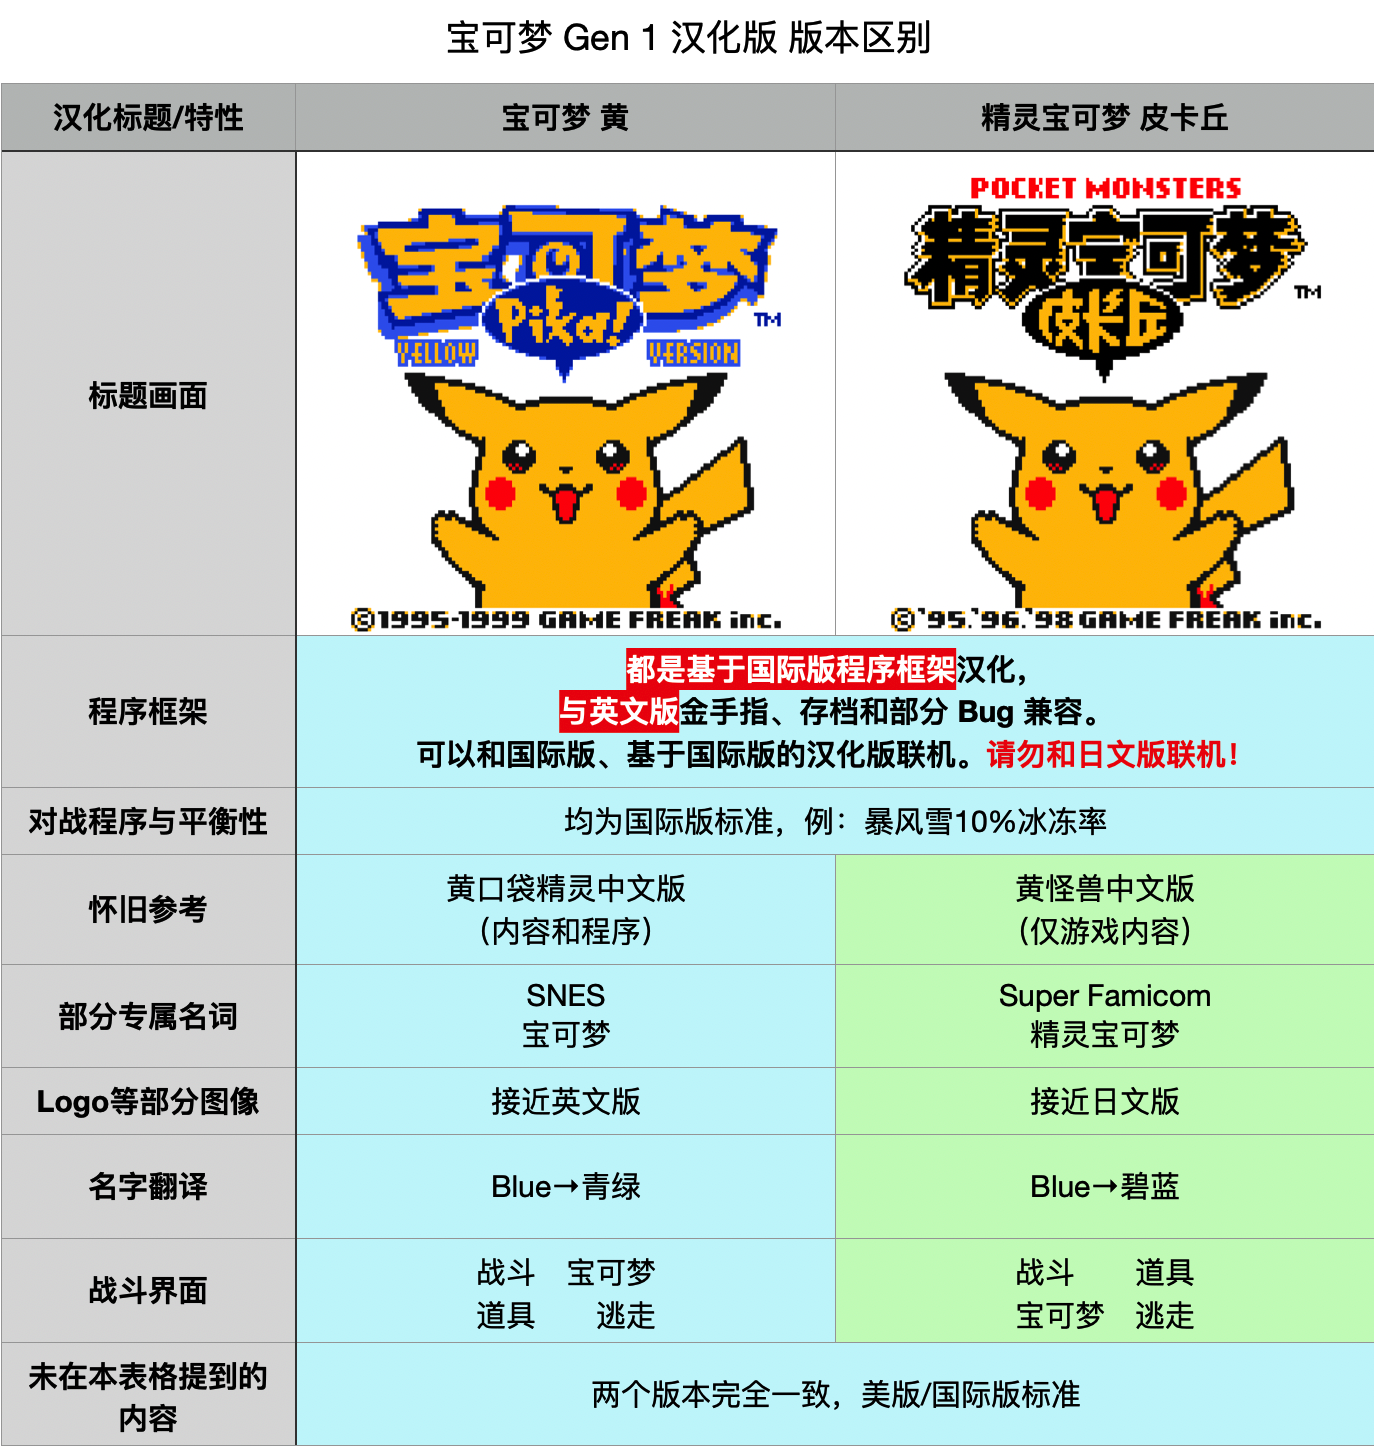 宝可梦 Gen 1 汉化版 版本区别
汉化标题/特性
宝可梦 黄
精灵宝可梦 皮卡丘
标题画面
宝可梦
Pika!
TM
YELLOW VERSION
©1995-1999 GAME FREAK inc.
POCKET MONSTERS
精灵宝可梦
TM
皮卡丘
©'95.'96.'98 GAME FREAK inc.
程序框架
都是基于国际版程序框架汉化，
与英文版金手指、存档和部分 Bug 兼容。
可以和国际版、基于国际版的汉化版联机。请勿和日文版联机！
对战程序与平衡性
均为国际版标准，例：暴风雪10%冰冻率
怀旧参考
黄口袋精灵中文版
（内容和程序）
黄怪兽中文版
（仅游戏内容）
部分专属名词
SNES
宝可梦
Super Famicom
精灵宝可梦
Logo等部分图像
接近英文版
接近日文版
名字翻译
Blue→青绿
Blue→碧蓝
战斗界面
战斗 宝可梦
道具 逃走
战斗 道具
宝可梦 逃走
未在本表格提到的
内容
两个版本完全一致，美版/国际版标准